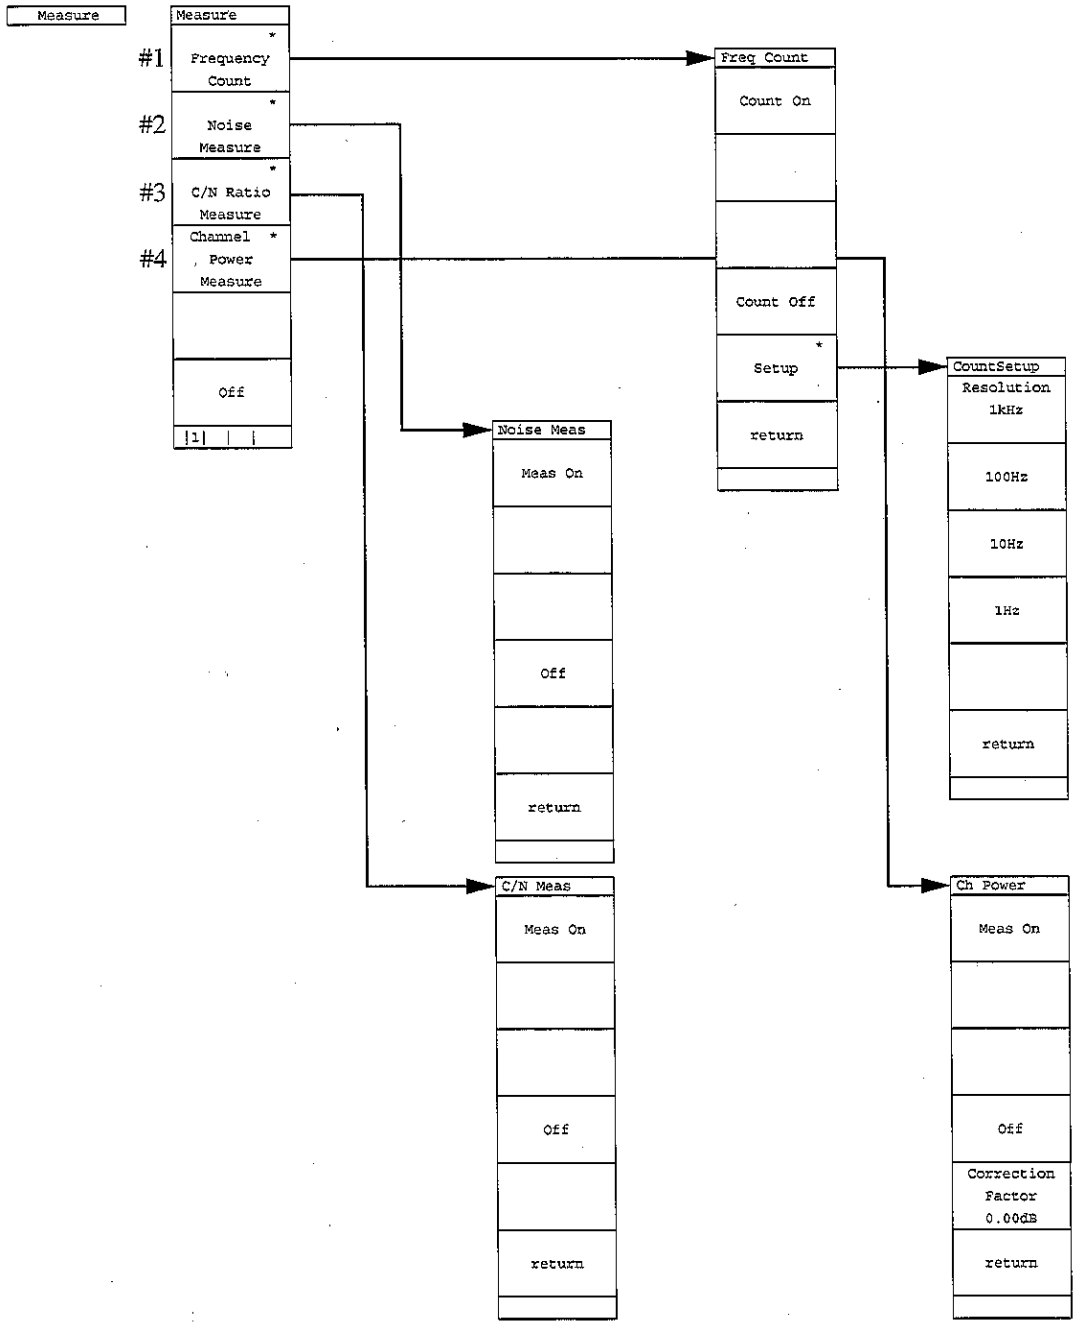 Measure
Measure
*
#1
Frequency
Count
*
#2
Noise
Measure
*
#3
C/N Ratio
Measure
Channel *
#4
Power
Measure
Off
|1| | |
Freq Count
Count On
Count Off
*
Setup
return
CountSetup
Resolution
1kHz
100Hz
10Hz
1Hz
return
Noise Meas
Meas On
Off
return
C/N Meas
Meas On
Off
return
Ch Power
Meas On
Off
Correction
Factor
0.00dB
return